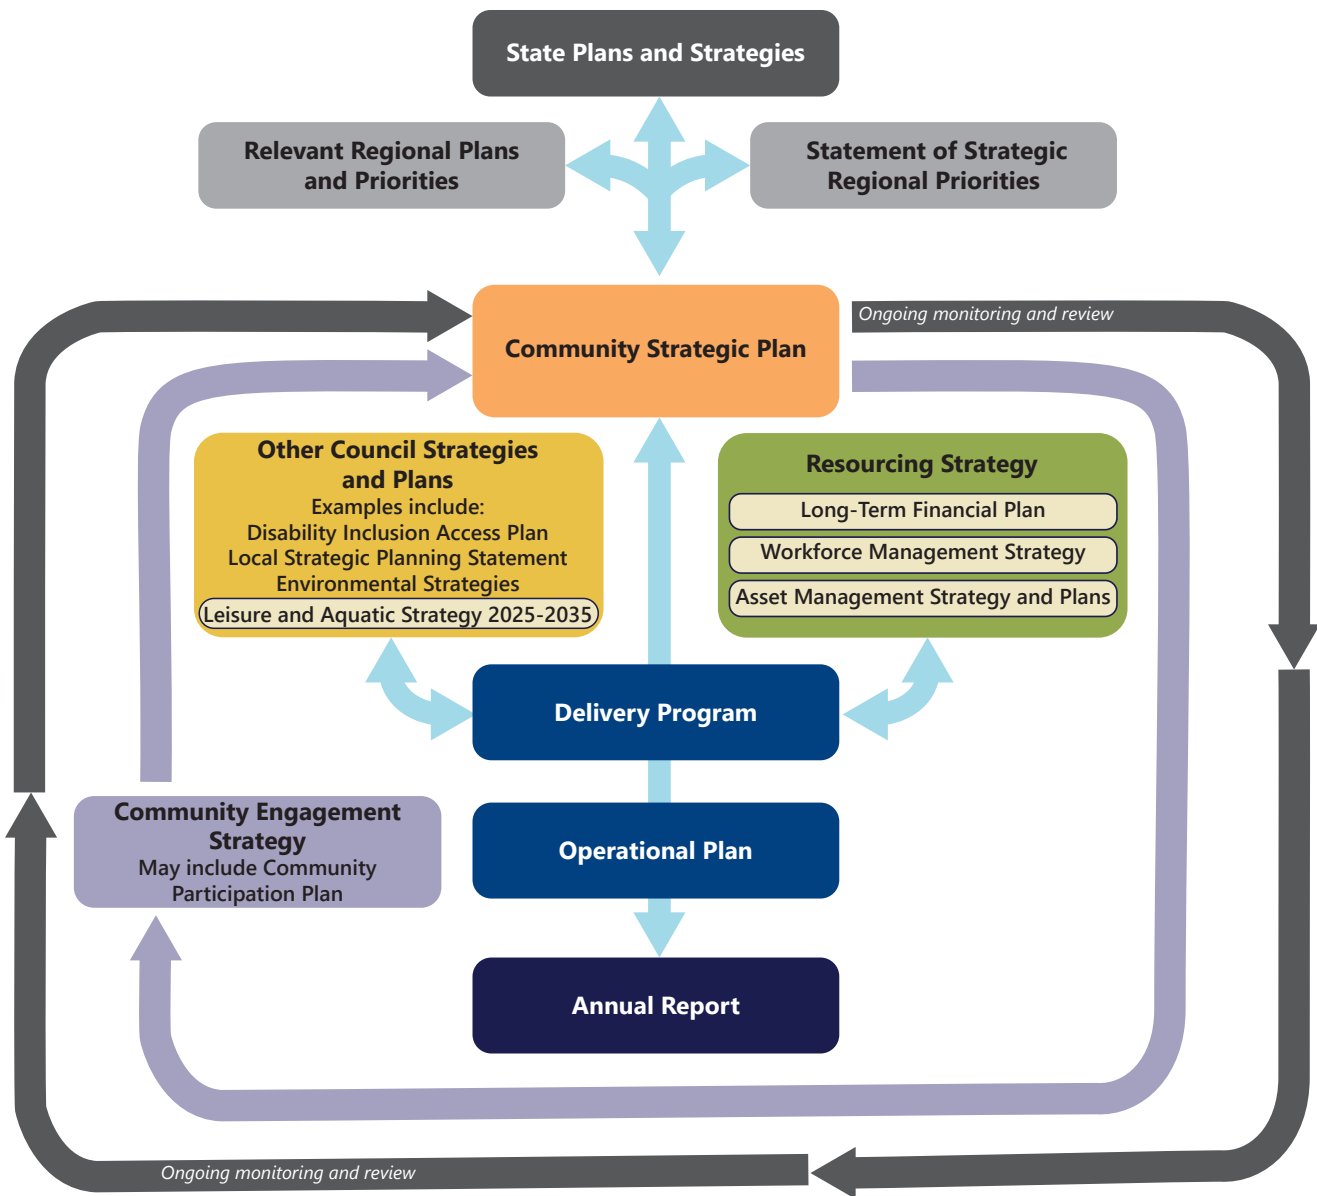 State Plans and Strategies
Relevant Regional Plans
and Priorities
Statement of Strategic
Regional Priorities
Community Strategic Plan
Ongoing monitoring and review
Other Council Strategies
and Plans
Examples include:
Disability Inclusion Access Plan
Local Strategic Planning Statement
Environmental Strategies
Leisure and Aquatic Strategy 2025-2035
Resourcing Strategy
Long-Term Financial Plan
Workforce Management Strategy
Asset Management Strategy and Plans
Delivery Program
Community Engagement
Strategy
May include Community
Participation Plan
Operational Plan
Annual Report
Ongoing monitoring and review